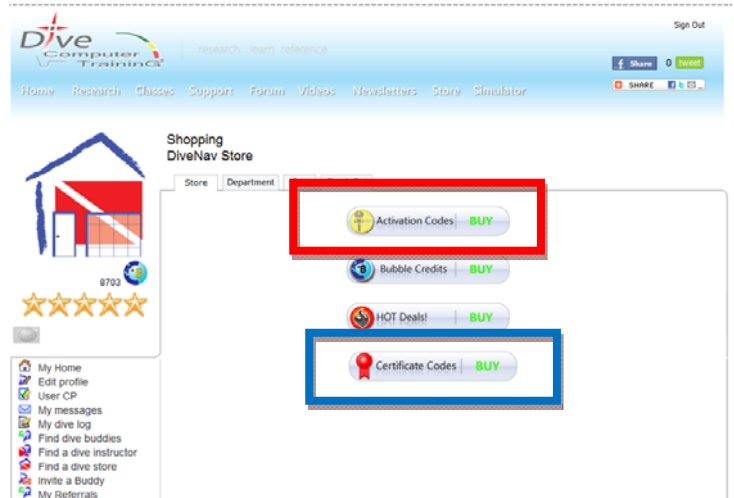 Sign Out
Dive
Computer
Training
research learn reference
f Share 0 tweet
SHARE
Home Research Classes Support Forum Videos Newsletters Store Simulator
Shopping
DiveNav Store
Store Department
Activation Codes BUY
Bubble Credits BUY
HOT Deals! BUY
Certificate Codes BUY
8703
My Home
Edit profile
User CP
My messages
My dive log
Find dive buddies
Find a dive instructor
Find a dive store
Invite a Buddy
My Referrals